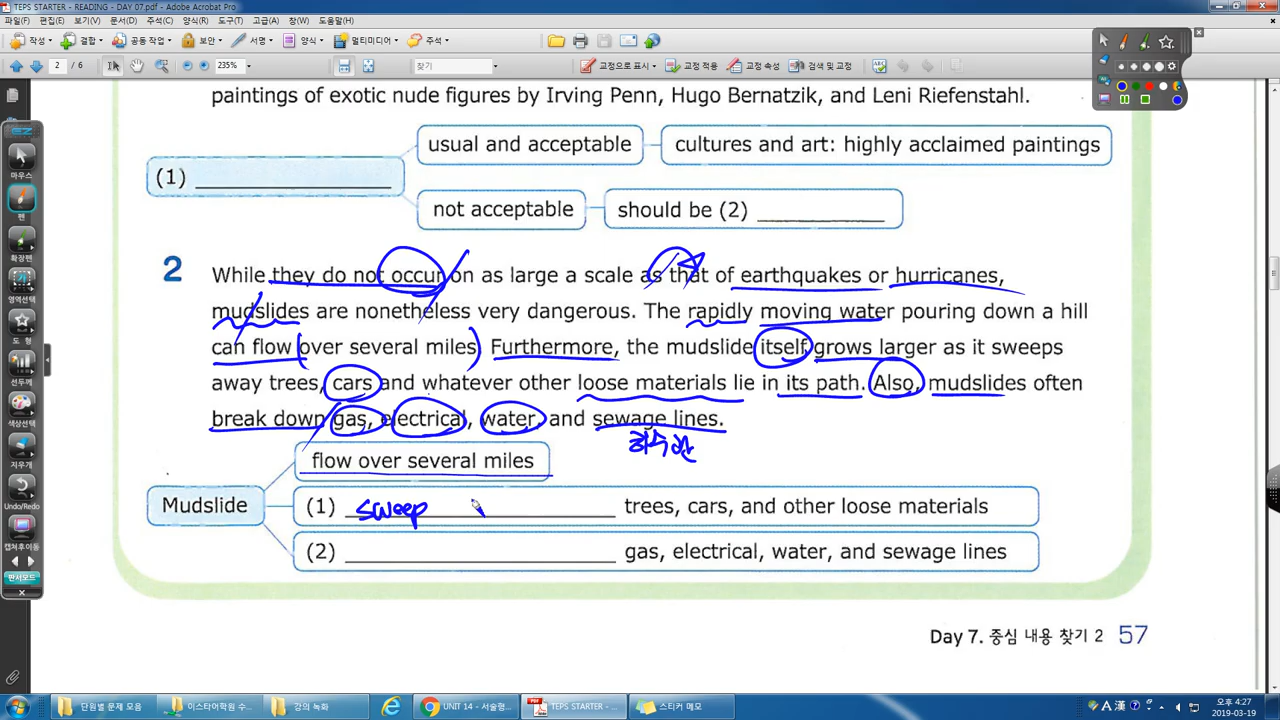 TEPS STARTER - READING - DAY 07.pdf - Adobe Acrobat Pro
파일(F) 편집(E) 보기(V) 문서(D) 주석(C) 양식(R) 도구(T) 고급(A) 창(W) 도움말(H)
작성 결합 공동 작업 보안 서명 양식 멀티미디어 주석
2 / 6 235% 찾기 교정으로 표시 교정 적용 교정 속성 비교 및 교정
paintings of exotic nude figures by Irving Penn, Hugo Bernatzik, and Leni Riefenstahl.
(1)
usual and acceptable
cultures and art: highly acclaimed paintings
not acceptable
should be (2)
2 While they do not occur on as large a scale as that of earthquakes or hurricanes,
mudslides are nonetheless very dangerous. The rapidly moving water pouring down a hill
can flow over several miles. Furthermore, the mudslide itself grows larger as it sweeps
away trees, cars and whatever other loose materials lie in its path. Also, mudslides often
break down gas, electrical, water, and sewage lines.
하수관
flow over several miles
Mudslide
(1) sweep trees, cars, and other loose materials
(2) gas, electrical, water, and sewage lines
Day 7. 중심 내용 찾기 2 57
EZ
마우스
펜
확장펜
영역선택
도 형
선두께
색상선택
지우개
Undo/Redo
캡쳐후이동
판서모드
단원별 문제 모음 이스타어학원 수... 강의 녹화 UNIT 14 - 서술평... TEPS STARTER - ... 스티커 메모
A 漢
오후 4:27
2019-03-19